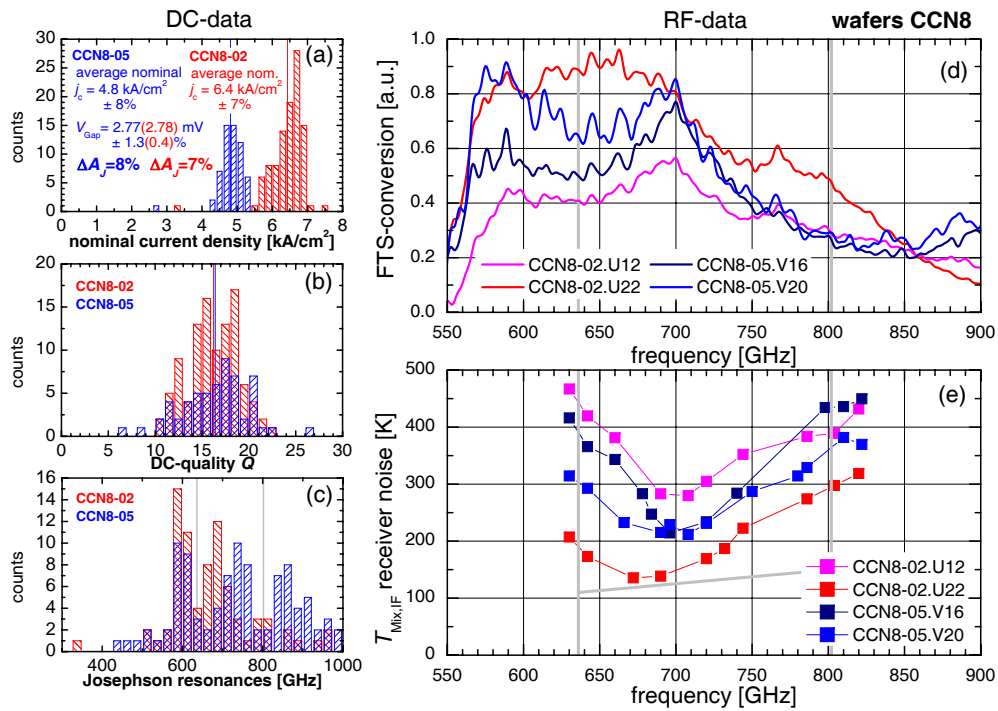 DC-data
RF-data
wafers CCN8
(a)
CCN8-05
average nominal
j_c = 4.8 kA/cm²
± 8%
CCN8-02
average nom.
j_c = 6.4 kA/cm²
± 7%
V_Gap = 2.77(2.78) mV
± 1.3(0.4)%
ΔA_J=8% ΔA_J=7%
counts
30
25
20
15
10
5
0
0 1 2 3 4 5 6 7 8
nominal current density [kA/cm²]
(b)
CCN8-02
CCN8-05
counts
20
15
10
5
0
0 5 10 15 20 25 30
DC-quality Q
(c)
CCN8-02
CCN8-05
counts
16
14
12
10
8
6
4
2
0
400 600 800 1000
Josephson resonances [GHz]
(d)
FTS-conversion [a.u.]
1.0
0.8
0.6
0.4
0.2
0.0
CCN8-02.U12
CCN8-02.U22
CCN8-05.V16
CCN8-05.V20
550 600 650 700 750 800 850 900
frequency [GHz]
(e)
T_Mix,IF receiver noise [K]
500
400
300
200
100
0
CCN8-02.U12
CCN8-02.U22
CCN8-05.V16
CCN8-05.V20
550 600 650 700 750 800 850 900
frequency [GHz]